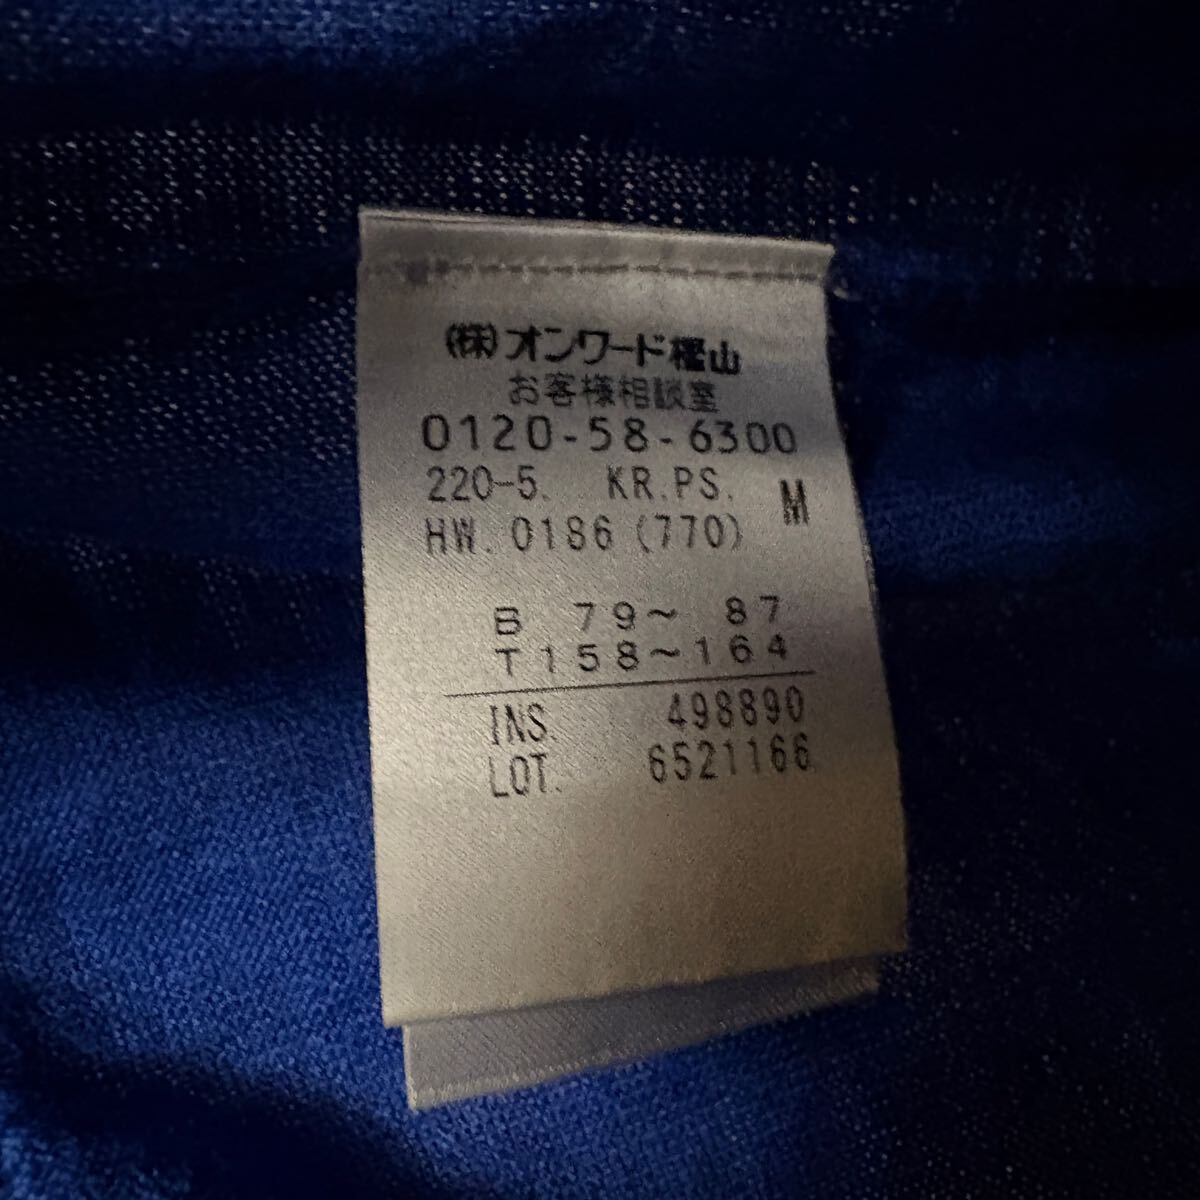 (株)オンワード樫山
お客様相談室
0120-58-6300
220-5. KR.PS. M
HW. 0186 (770)
B 79～ 87
T 158～164
INS. 498890
LOT. 6521166